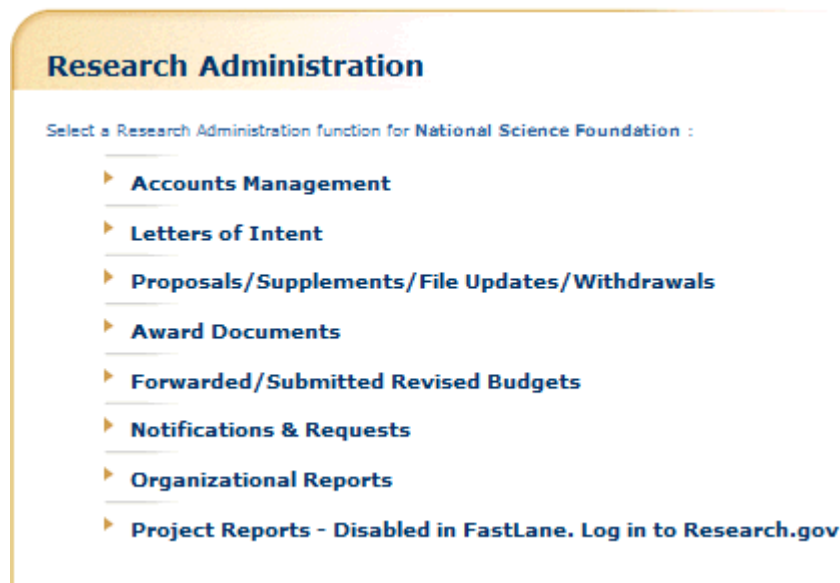 Research Administration
Select a Research Administration function for National Science Foundation :
Accounts Management
Letters of Intent
Proposals/Supplements/File Updates/Withdrawals
Award Documents
Forwarded/Submitted Revised Budgets
Notifications & Requests
Organizational Reports
Project Reports - Disabled in FastLane. Log in to Research.gov